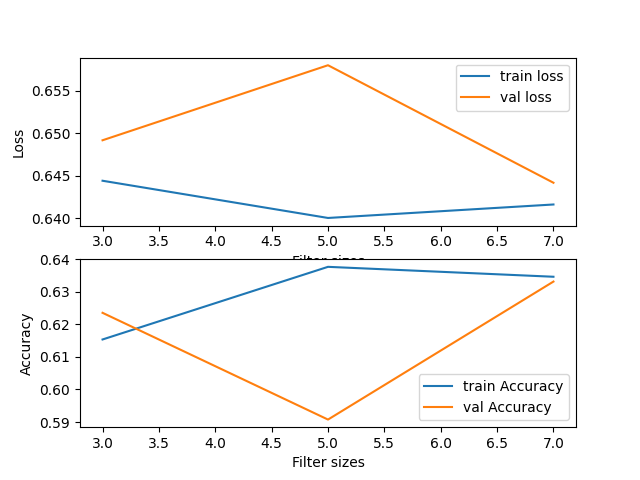 train loss
val loss
0.655
0.650
0.645
0.640
Loss
3.0 3.5 4.0 4.5 5.0 5.5 6.0 6.5 7.0
Filter sizes
0.64
0.63
0.62
0.61
0.60
0.59
Accuracy
train Accuracy
val Accuracy
3.0 3.5 4.0 4.5 5.0 5.5 6.0 6.5 7.0
Filter sizes